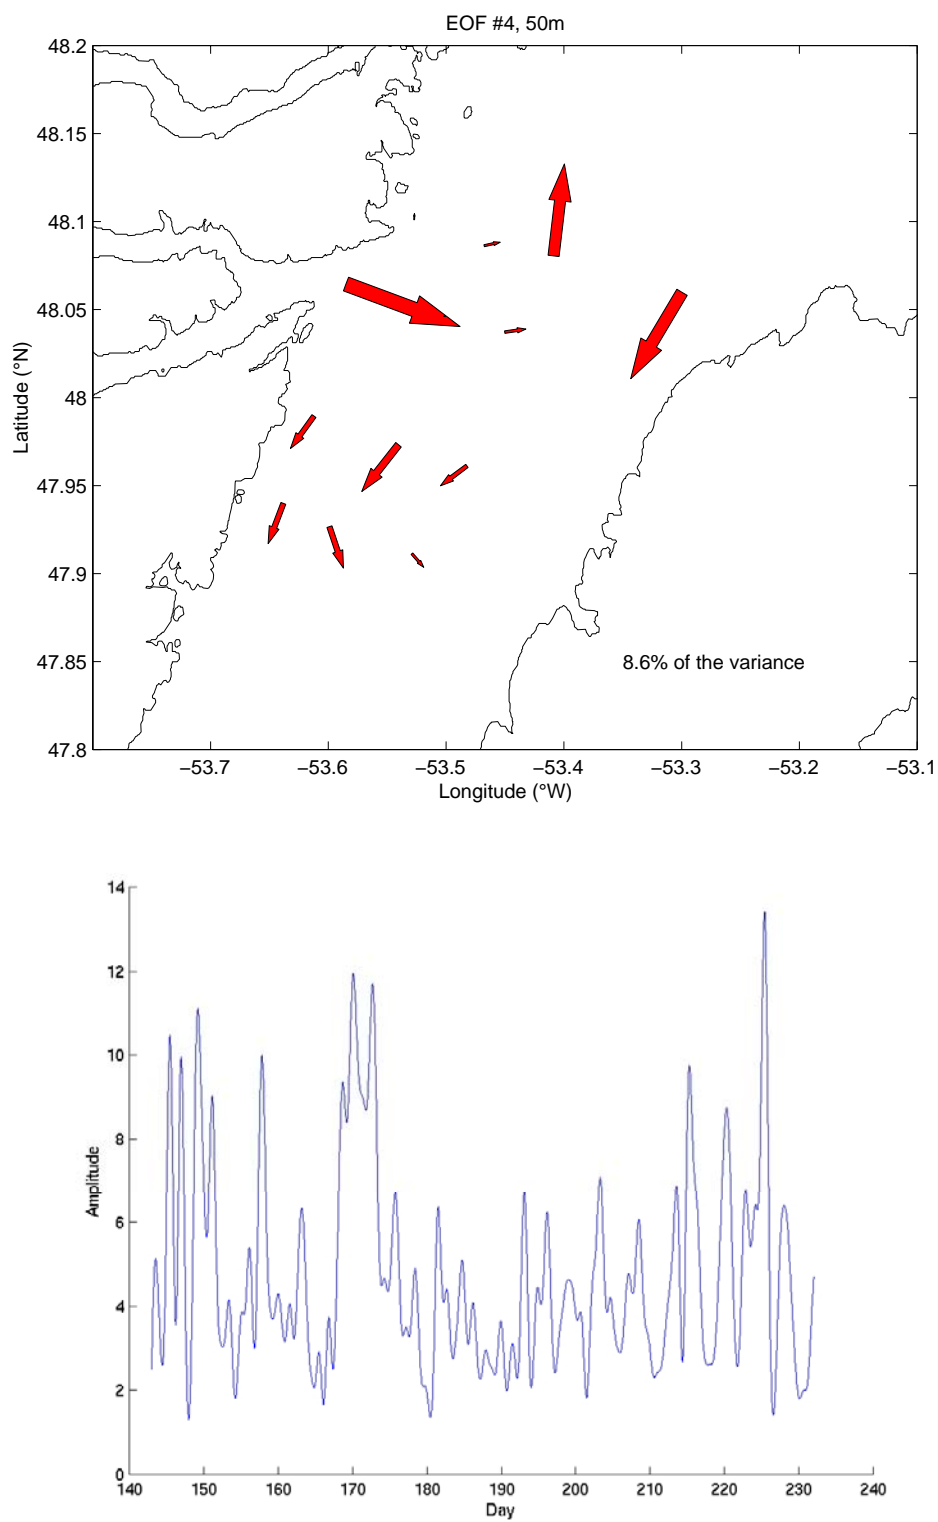 EOF #4, 50m
48.2
48.15
48.1
48.05
48
47.95
47.9
47.85
47.8
Latitude (°N)
8.6% of the variance
−53.7 −53.6 −53.5 −53.4 −53.3 −53.2 −53.1
Longitude (°W)
14
12
10
8
6
4
2
0
Amplitude
140 150 160 170 180 190 200 210 220 230 240
Day